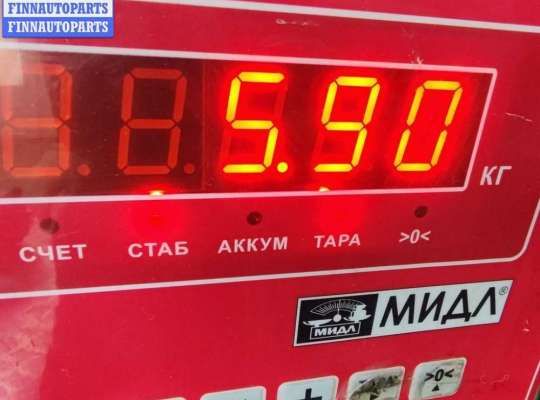 FINNAUTOPARTS
FINNAUTOPARTS
5.90
КГ
СЧЕТ СТАБ АККУМ ТАРА >0<
МИДЛ МИДЛ®
+ >0<